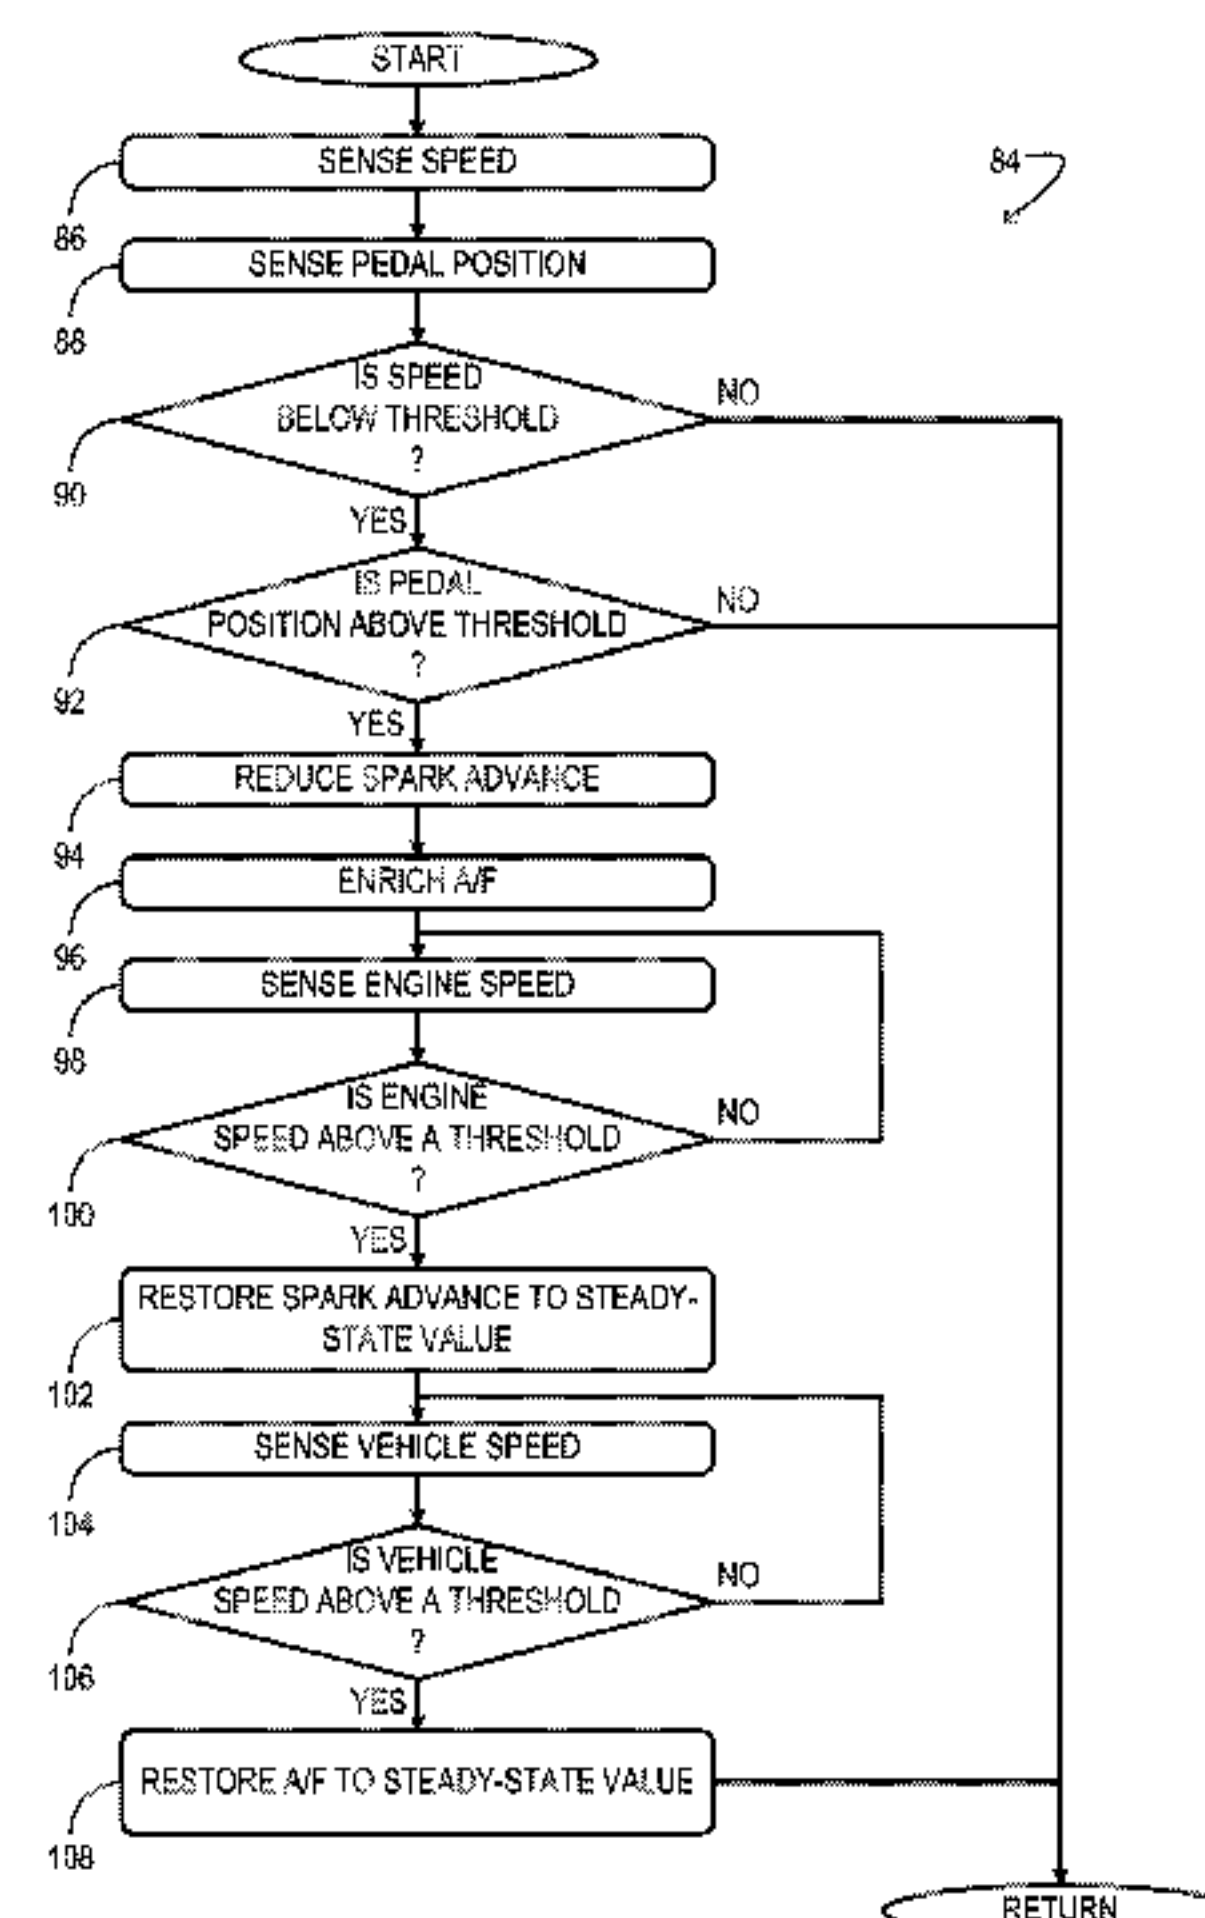 START
SENSE SPEED
84
86
SENSE PEDAL POSITION
88
IS SPEED
BELOW THRESHOLD
?
NO
90
YES
IS PEDAL
POSITION ABOVE THRESHOLD
?
NO
92
YES
REDUCE SPARK ADVANCE
94
ENRICH A/F
96
SENSE ENGINE SPEED
98
IS ENGINE
SPEED ABOVE A THRESHOLD
?
NO
100
YES
RESTORE SPARK ADVANCE TO STEADY-
STATE VALUE
102
SENSE VEHICLE SPEED
104
IS VEHICLE
SPEED ABOVE A THRESHOLD
?
NO
106
YES
RESTORE A/F TO STEADY-STATE VALUE
108
RETURN